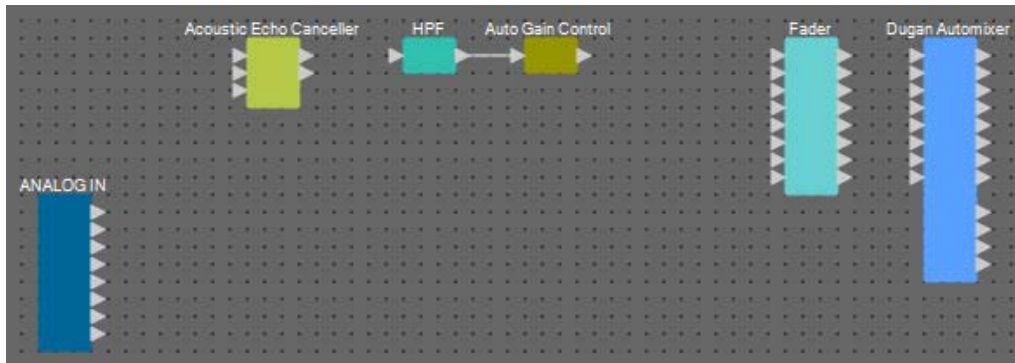 Acoustic Echo Canceller
HPF
Auto Gain Control
Fader
Dugan Automixer
ANALOG IN